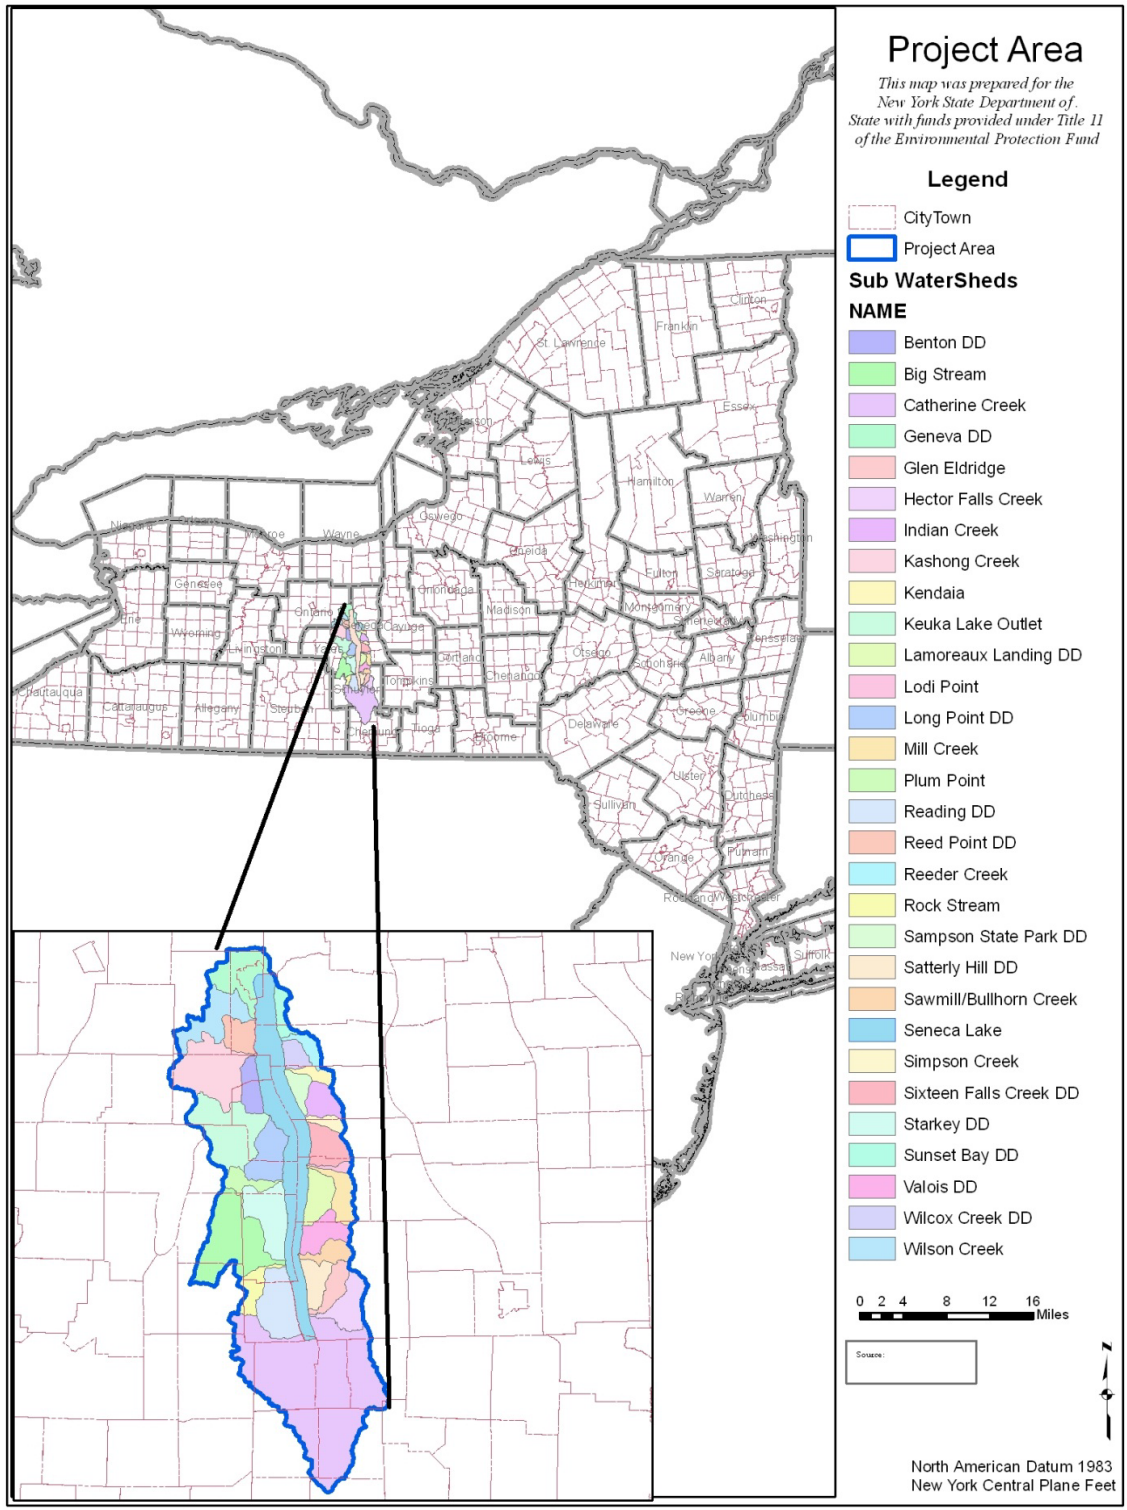 Project Area
This map was prepared for the
New York State Department of.
State with funds provided under Title 11
of the Environmental Protection Fund
Legend
CityTown
Project Area
Sub WaterSheds
NAME
Benton DD
Big Stream
Catherine Creek
Geneva DD
Glen Eldridge
Hector Falls Creek
Indian Creek
Kashong Creek
Kendaia
Keuka Lake Outlet
Lamoreaux Landing DD
Lodi Point
Long Point DD
Mill Creek
Plum Point
Reading DD
Reed Point DD
Reeder Creek
Rock Stream
Sampson State Park DD
Satterly Hill DD
Sawmill/Bullhorn Creek
Seneca Lake
Simpson Creek
Sixteen Falls Creek DD
Starkey DD
Sunset Bay DD
Valois DD
Wilcox Creek DD
Wilson Creek
0 2 4 8 12 16
Miles
Source:
N
North American Datum 1983
New York Central Plane Feet
Clinton
Franklin
St. Lawrence
Essex
Lewis
Hamilton
Warren
Oswego
Wayne
Washington
Oneida
Herkimer
Fulton
Saratoga
Genesee
Ontario
Onondaga
Madison
Montgomery
Erie
Wyoming
Livingston
Yates
Cayuga
Cortland
Otsego
Schoharie
Albany
Rensselaer
Chenango
Chautauqua
Cattaraugus
Allegany
Steuben
Schuyler
Tompkins
Chemung
Tioga
Broome
Delaware
Greene
Columbia
Ulster
Dutchess
Sullivan
Orange
Putnam
Rockland
Westchester
New York
Nassau
Suffolk